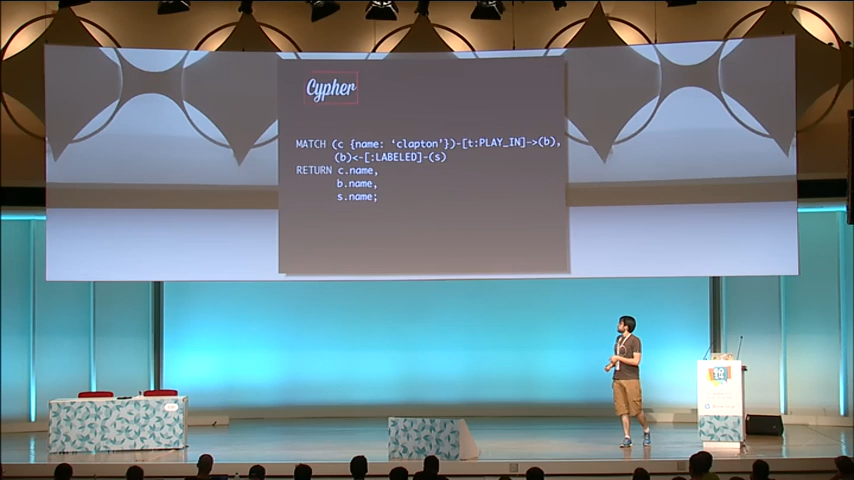 Cypher
MATCH (c {name: ‘clapton’})-[t:PLAY_IN]->(b),
(b)<-[:LABELED]-(s)
RETURN c.name,
b.name,
s.name;